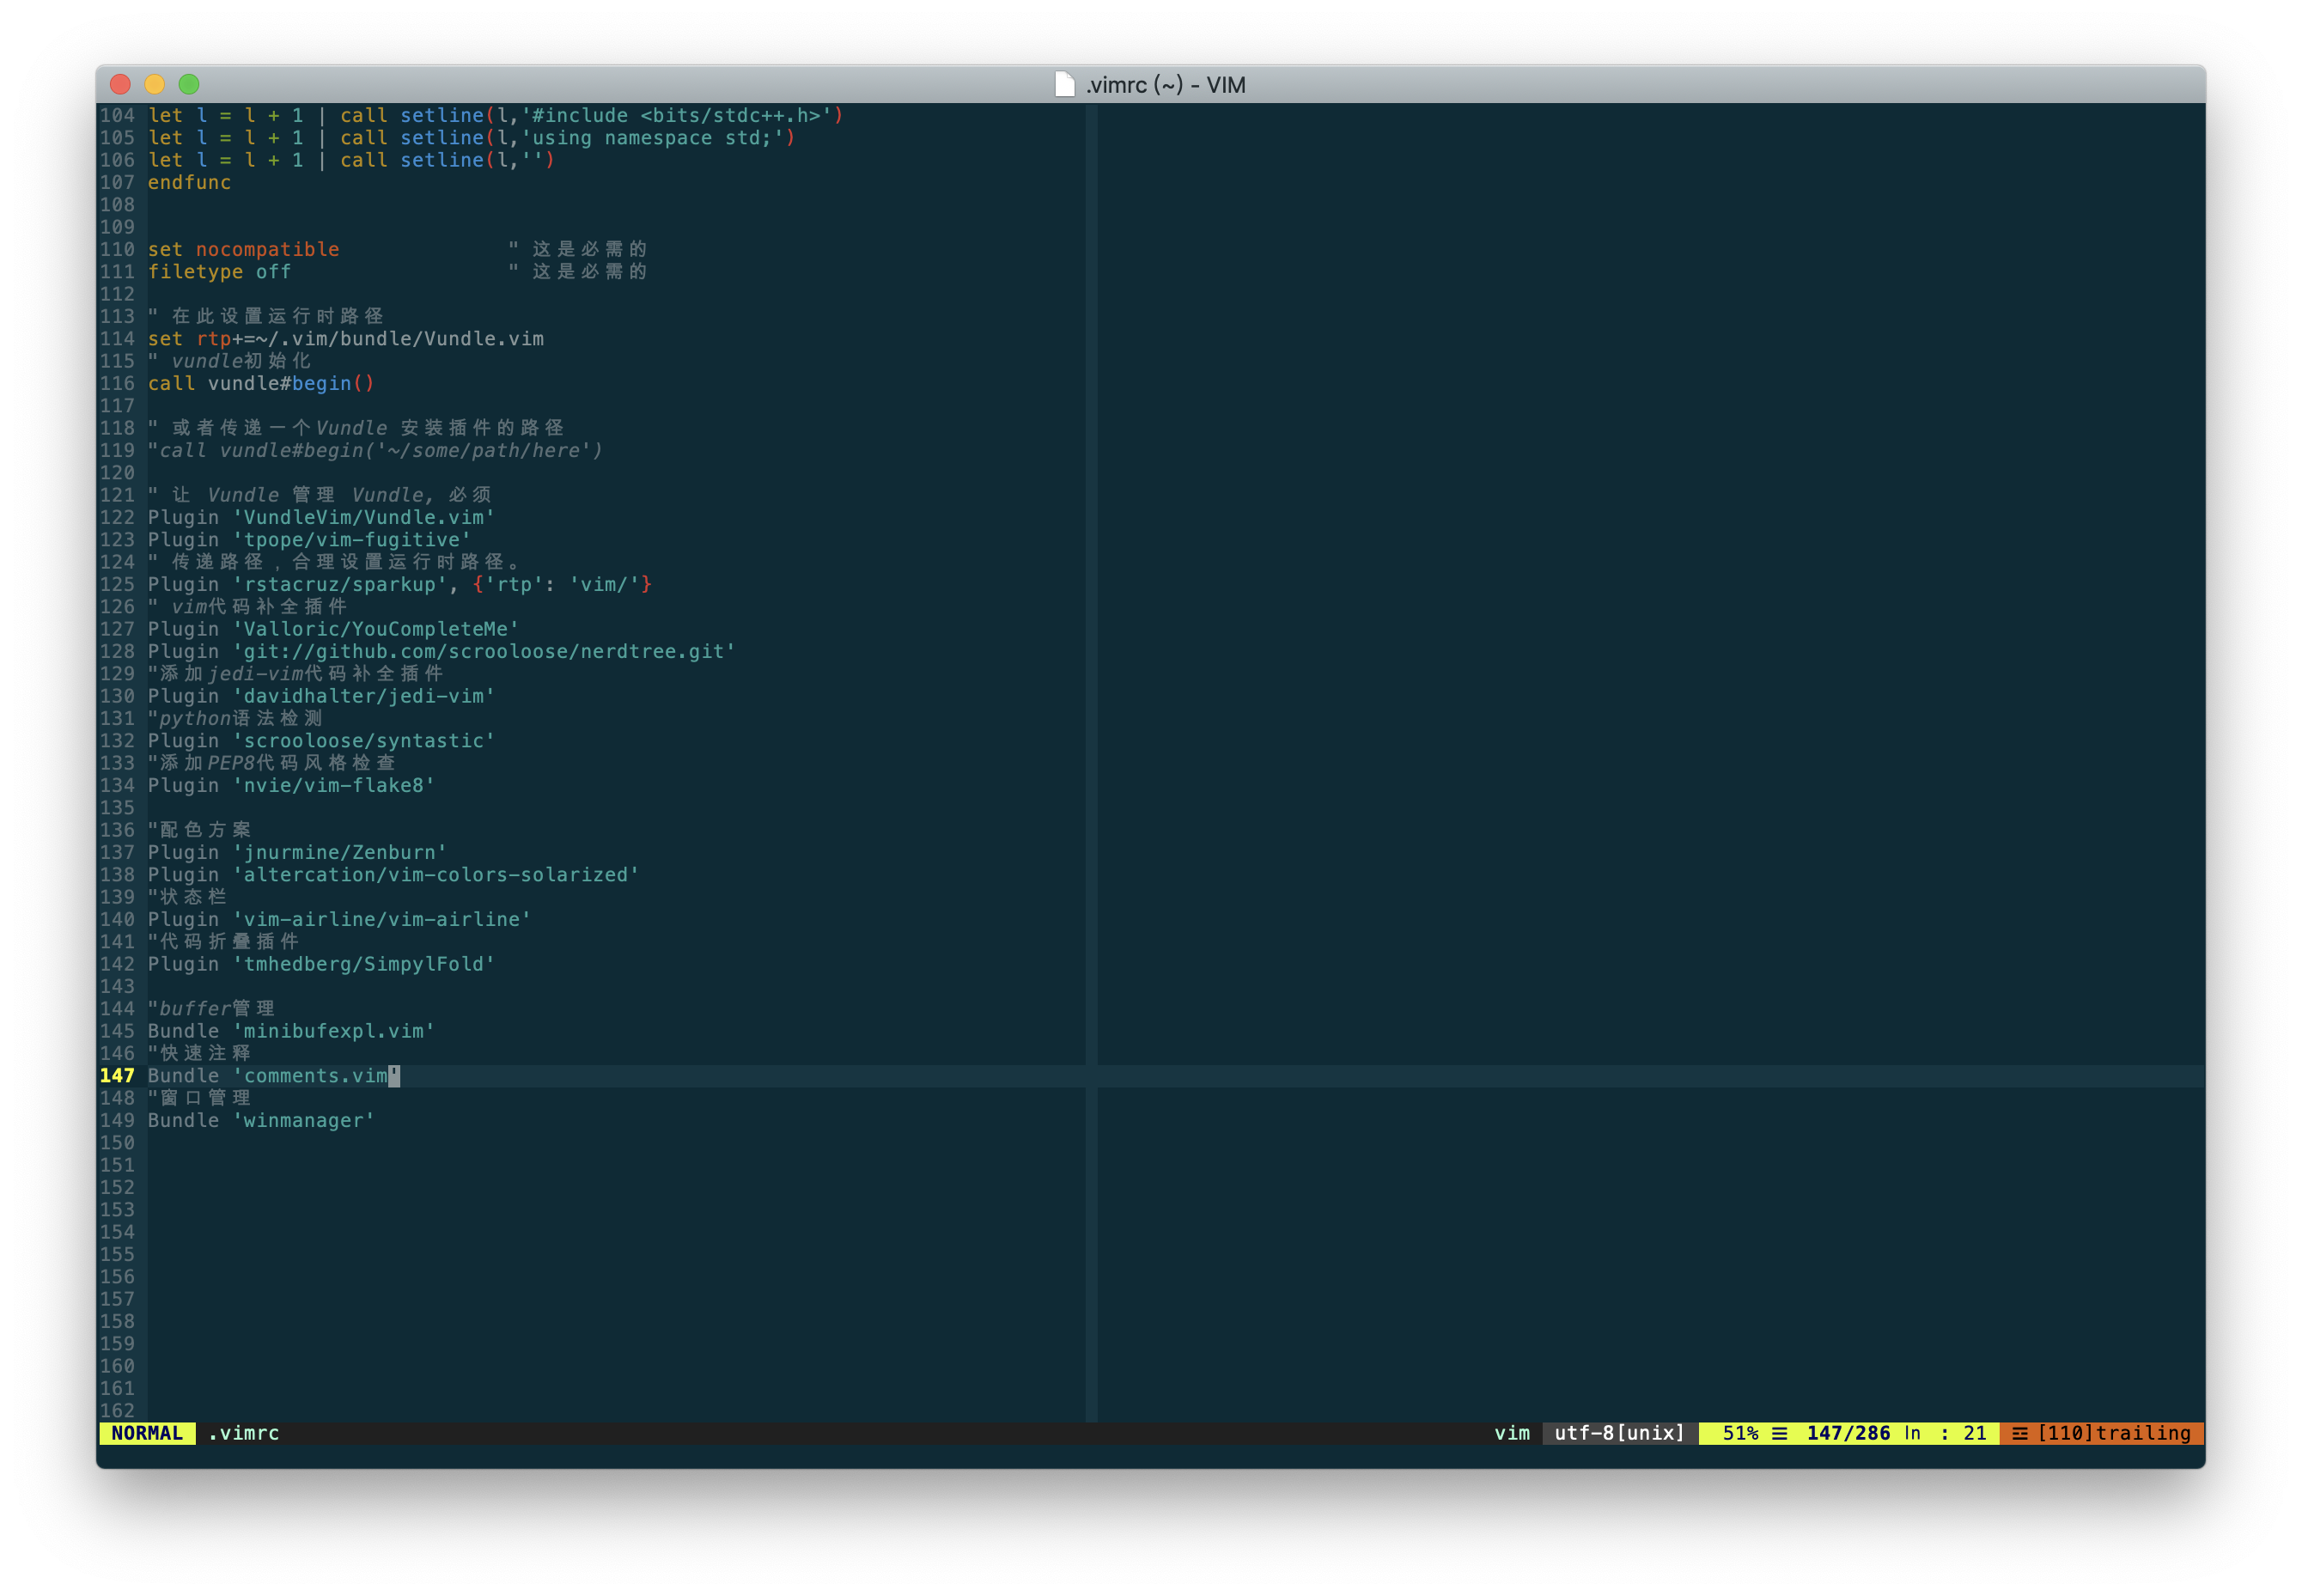 .vimrc (~) - VIM
104 let l = l + 1 | call setline(l,'#include <bits/stdc++.h>')
105 let l = l + 1 | call setline(l,'using namespace std;')
106 let l = l + 1 | call setline(l,'')
107 endfunc
108
109
110 set nocompatible              " 这是必需的
111 filetype off                  " 这是必需的
112
113 " 在此设置运行时路径
114 set rtp+=~/.vim/bundle/Vundle.vim
115 " vundle初始化
116 call vundle#begin()
117
118 " 或者传递一个Vundle 安装插件的路径
119 "call vundle#begin('~/some/path/here')
120
121 " 让 Vundle 管理 Vundle, 必须
122 Plugin 'VundleVim/Vundle.vim'
123 Plugin 'tpope/vim-fugitive'
124 " 传递路径，合理设置运行时路径。
125 Plugin 'rstacruz/sparkup', {'rtp': 'vim/'}
126 " vim代码补全插件
127 Plugin 'Valloric/YouCompleteMe'
128 Plugin 'git://github.com/scrooloose/nerdtree.git'
129 "添加jedi-vim代码补全插件
130 Plugin 'davidhalter/jedi-vim'
131 "python语法检测
132 Plugin 'scrooloose/syntastic'
133 "添加PEP8代码风格检查
134 Plugin 'nvie/vim-flake8'
135
136 "配色方案
137 Plugin 'jnurmine/Zenburn'
138 Plugin 'altercation/vim-colors-solarized'
139 "状态栏
140 Plugin 'vim-airline/vim-airline'
141 "代码折叠插件
142 Plugin 'tmhedberg/SimpylFold'
143
144 "buffer管理
145 Bundle 'minibufexpl.vim'
146 "快速注释
147 Bundle 'comments.vim'
148 "窗口管理
149 Bundle 'winmanager'
150
151
152
153
154
155
156
157
158
159
160
161
162
NORMAL .vimrc vim utf-8[unix] 51% ☰ 147/286 ln : 21 ☲ [110]trailing